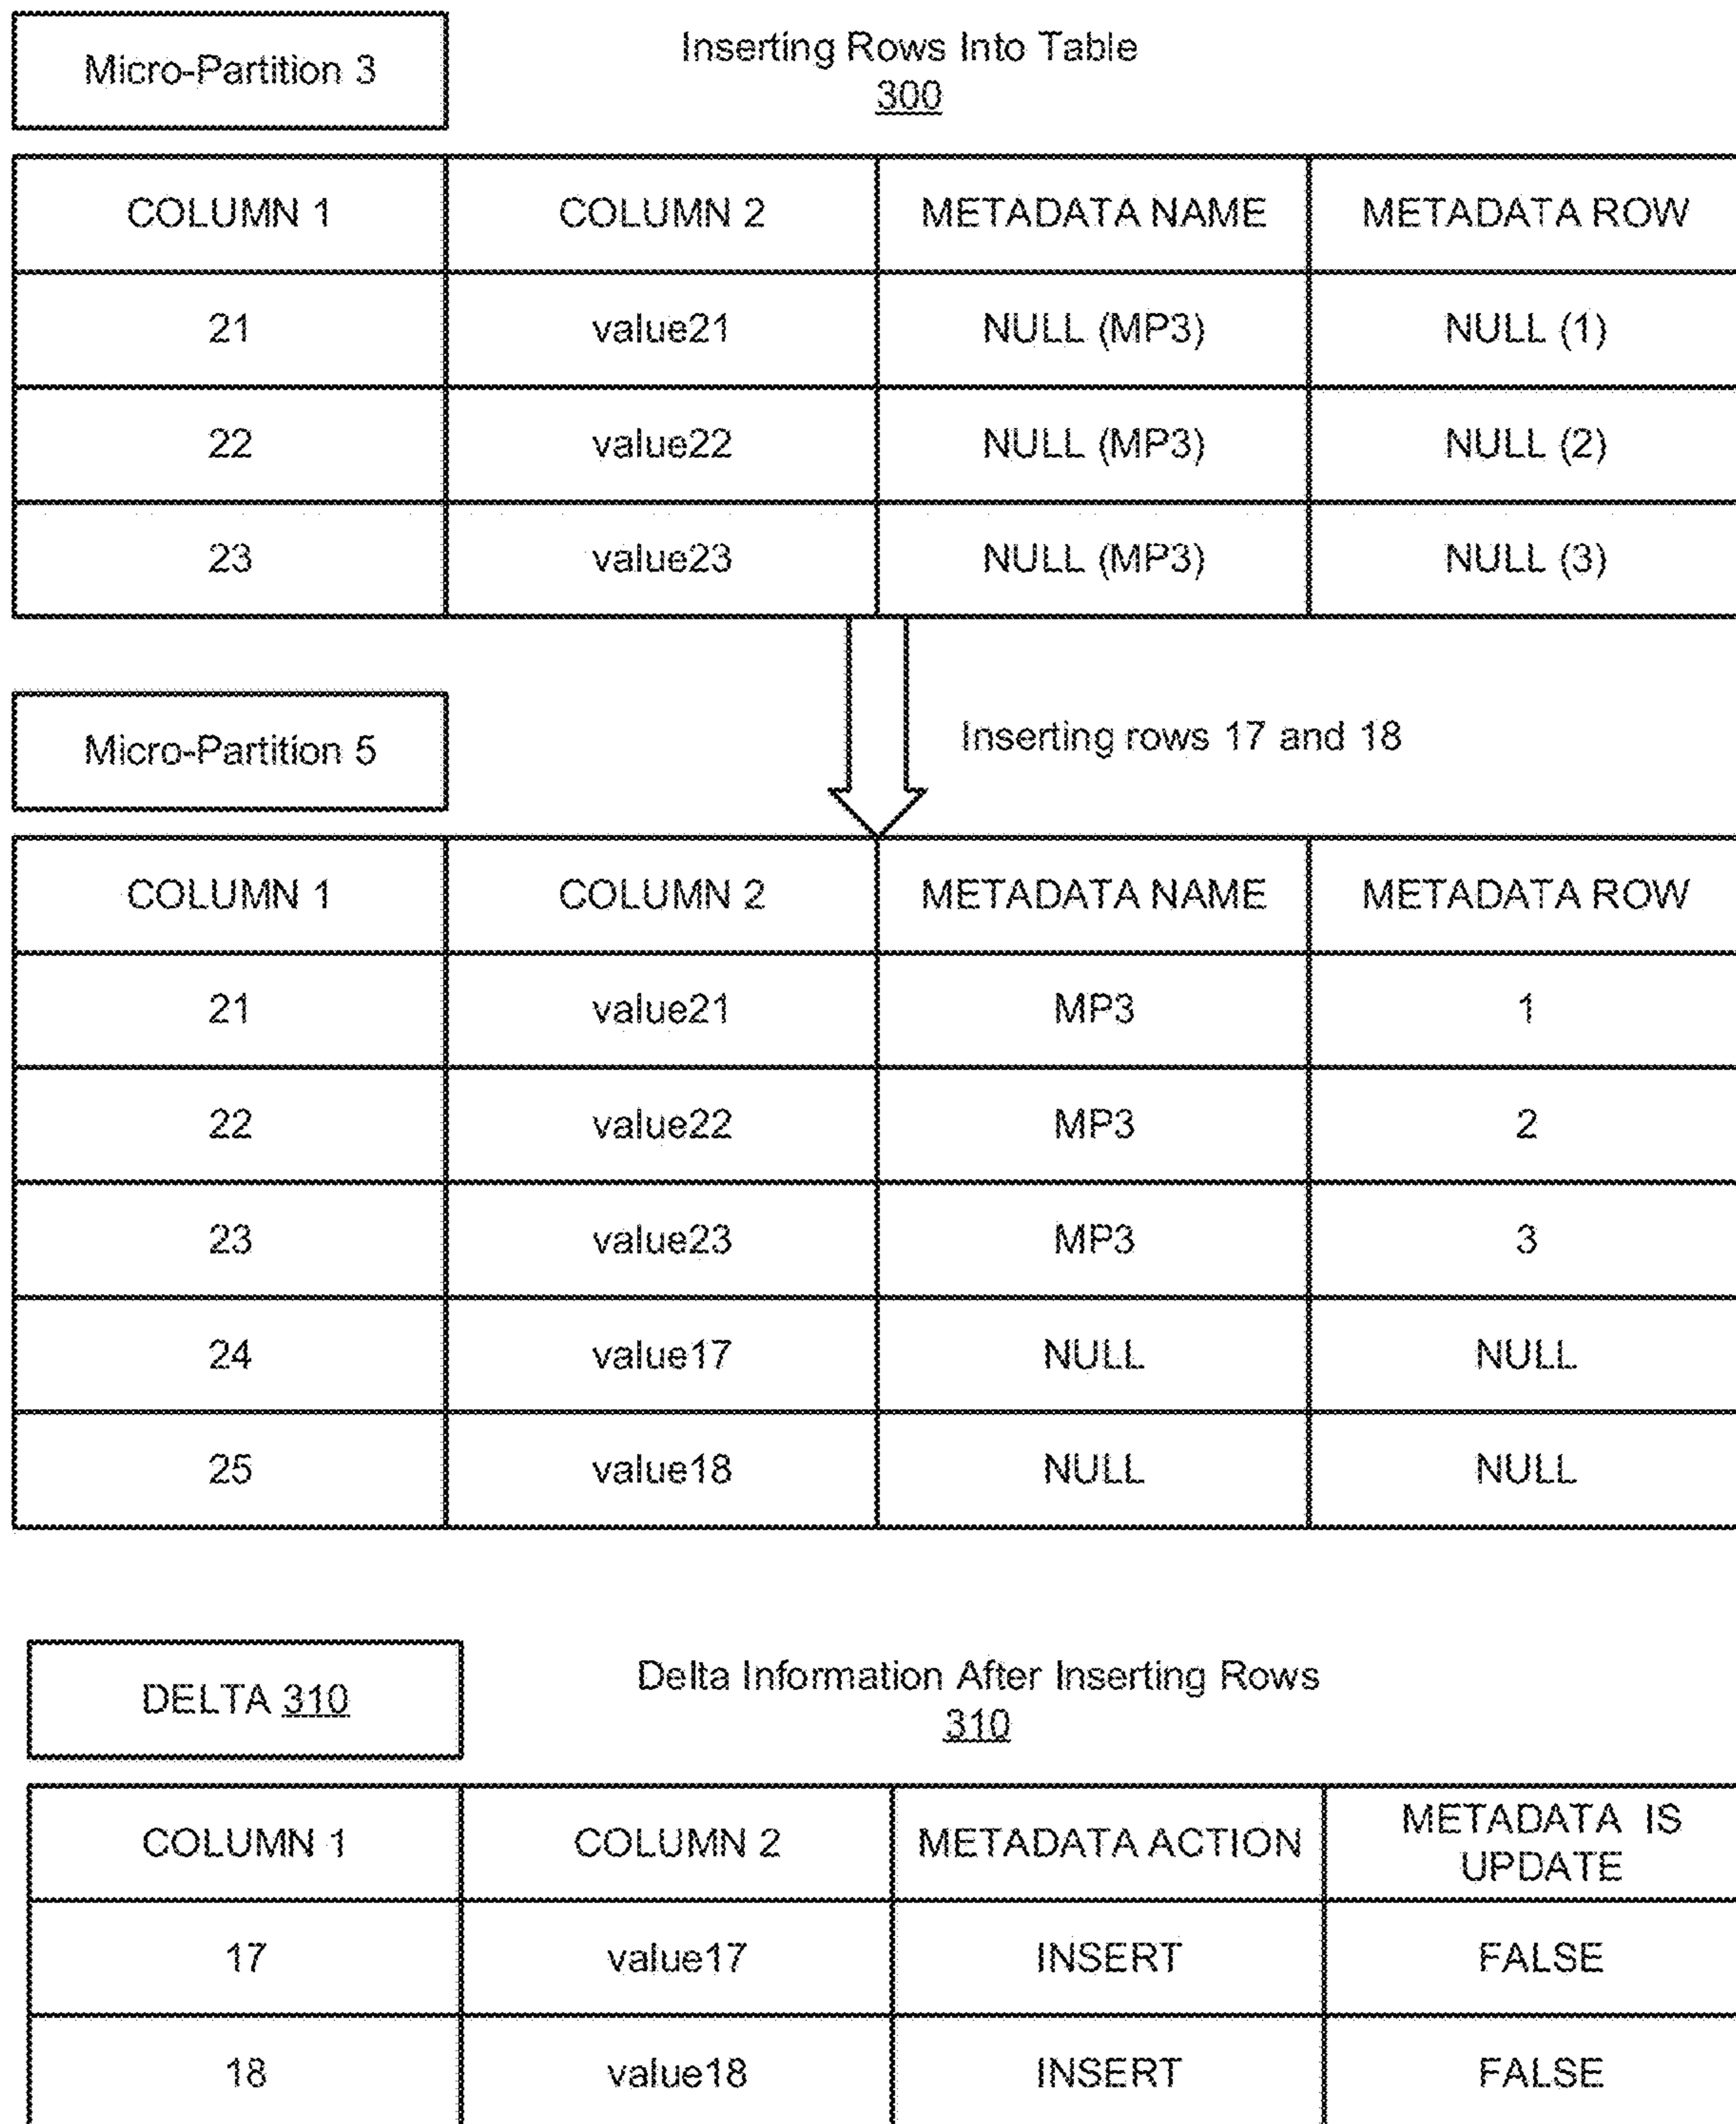 Micro-Partition 3
Inserting Rows Into Table
300
COLUMN 1 COLUMN 2 METADATA NAME METADATA ROW
21 value21 NULL (MP3) NULL (1)
22 value22 NULL (MP3) NULL (2)
23 value23 NULL (MP3) NULL (3)
Micro-Partition 5
Inserting rows 17 and 18
COLUMN 1 COLUMN 2 METADATA NAME METADATA ROW
21 value21 MP3 1
22 value22 MP3 2
23 value23 MP3 3
24 value17 NULL NULL
25 value18 NULL NULL
DELTA 310
Delta Information After Inserting Rows
310
COLUMN 1 COLUMN 2 METADATA ACTION METADATA IS
UPDATE
17 value17 INSERT FALSE
18 value18 INSERT FALSE